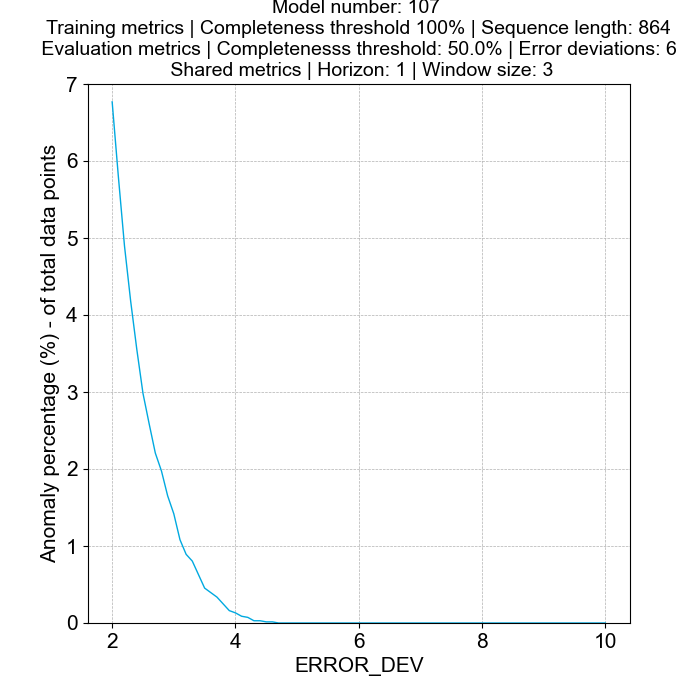 Model number: 107
Training metrics | Completeness threshold 100% | Sequence length: 864
Evaluation metrics | Completenesss threshold: 50.0% | Error deviations: 6
Shared metrics | Horizon: 1 | Window size: 3
Anomaly percentage (%) - of total data points
7
6
5
4
3
2
1
0
2 4 6 8 10
ERROR_DEV